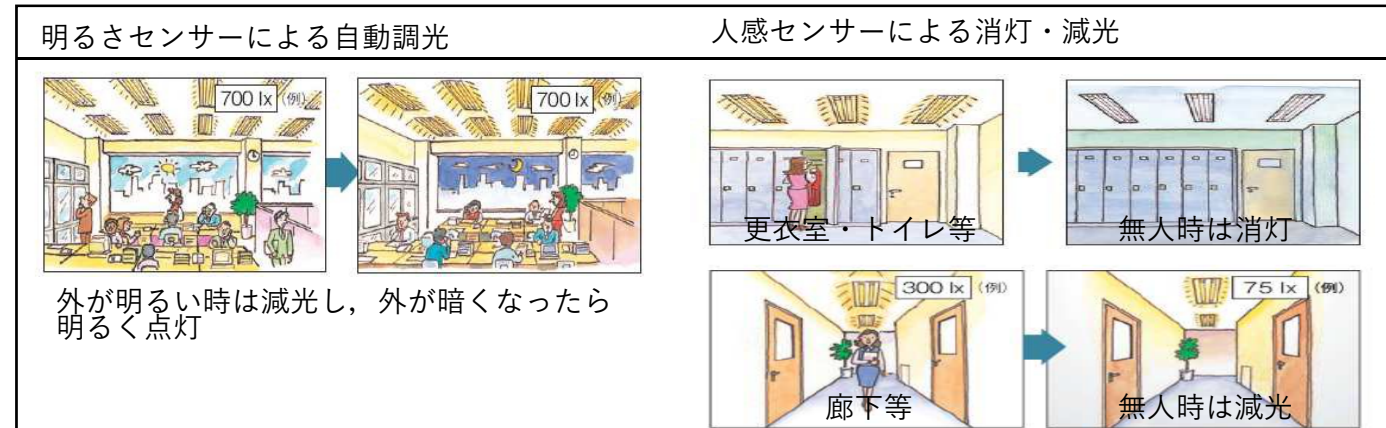 明るさセンサーによる自動調光
700 lx (例)
700 lx (例)
外が明るい時は減光し，外が暗くなったら
明るく点灯
人感センサーによる消灯・減光
更衣室・トイレ等
無人時は消灯
300 lx (例)
75 lx (例)
廊下等
無人時は減光